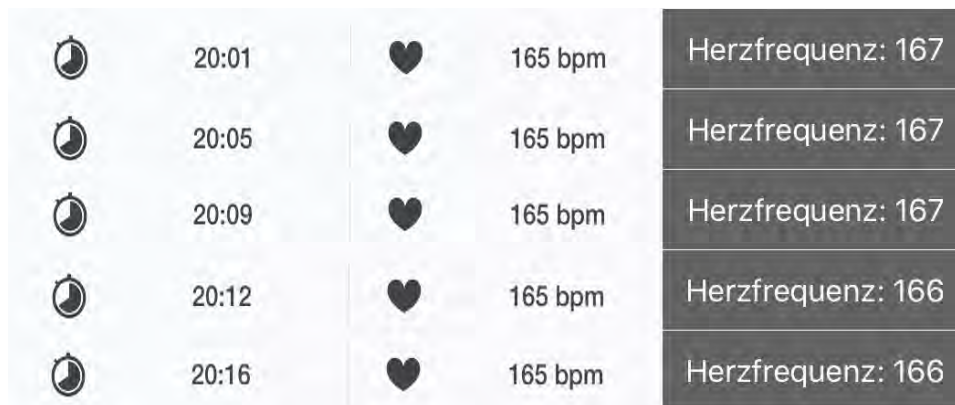 20:01 165 bpm Herzfrequenz: 167
20:05 165 bpm Herzfrequenz: 167
20:09 165 bpm Herzfrequenz: 167
20:12 165 bpm Herzfrequenz: 166
20:16 165 bpm Herzfrequenz: 166